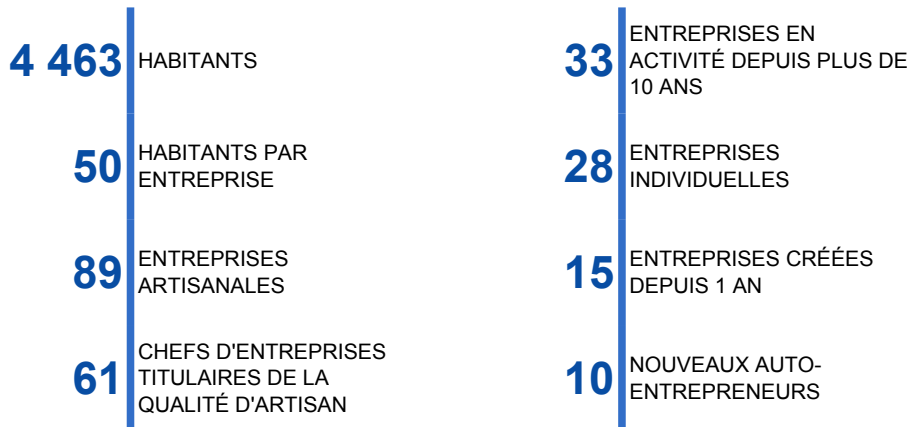 4 463 HABITANTS
50 HABITANTS PAR
ENTREPRISE
89 ENTREPRISES
ARTISANALES
61 CHEFS D'ENTREPRISES
TITULAIRES DE LA
QUALITÉ D'ARTISAN
33 ENTREPRISES EN
ACTIVITÉ DEPUIS PLUS DE
10 ANS
28 ENTREPRISES
INDIVIDUELLES
15 ENTREPRISES CRÉÉES
DEPUIS 1 AN
10 NOUVEAUX AUTO-
ENTREPRENEURS